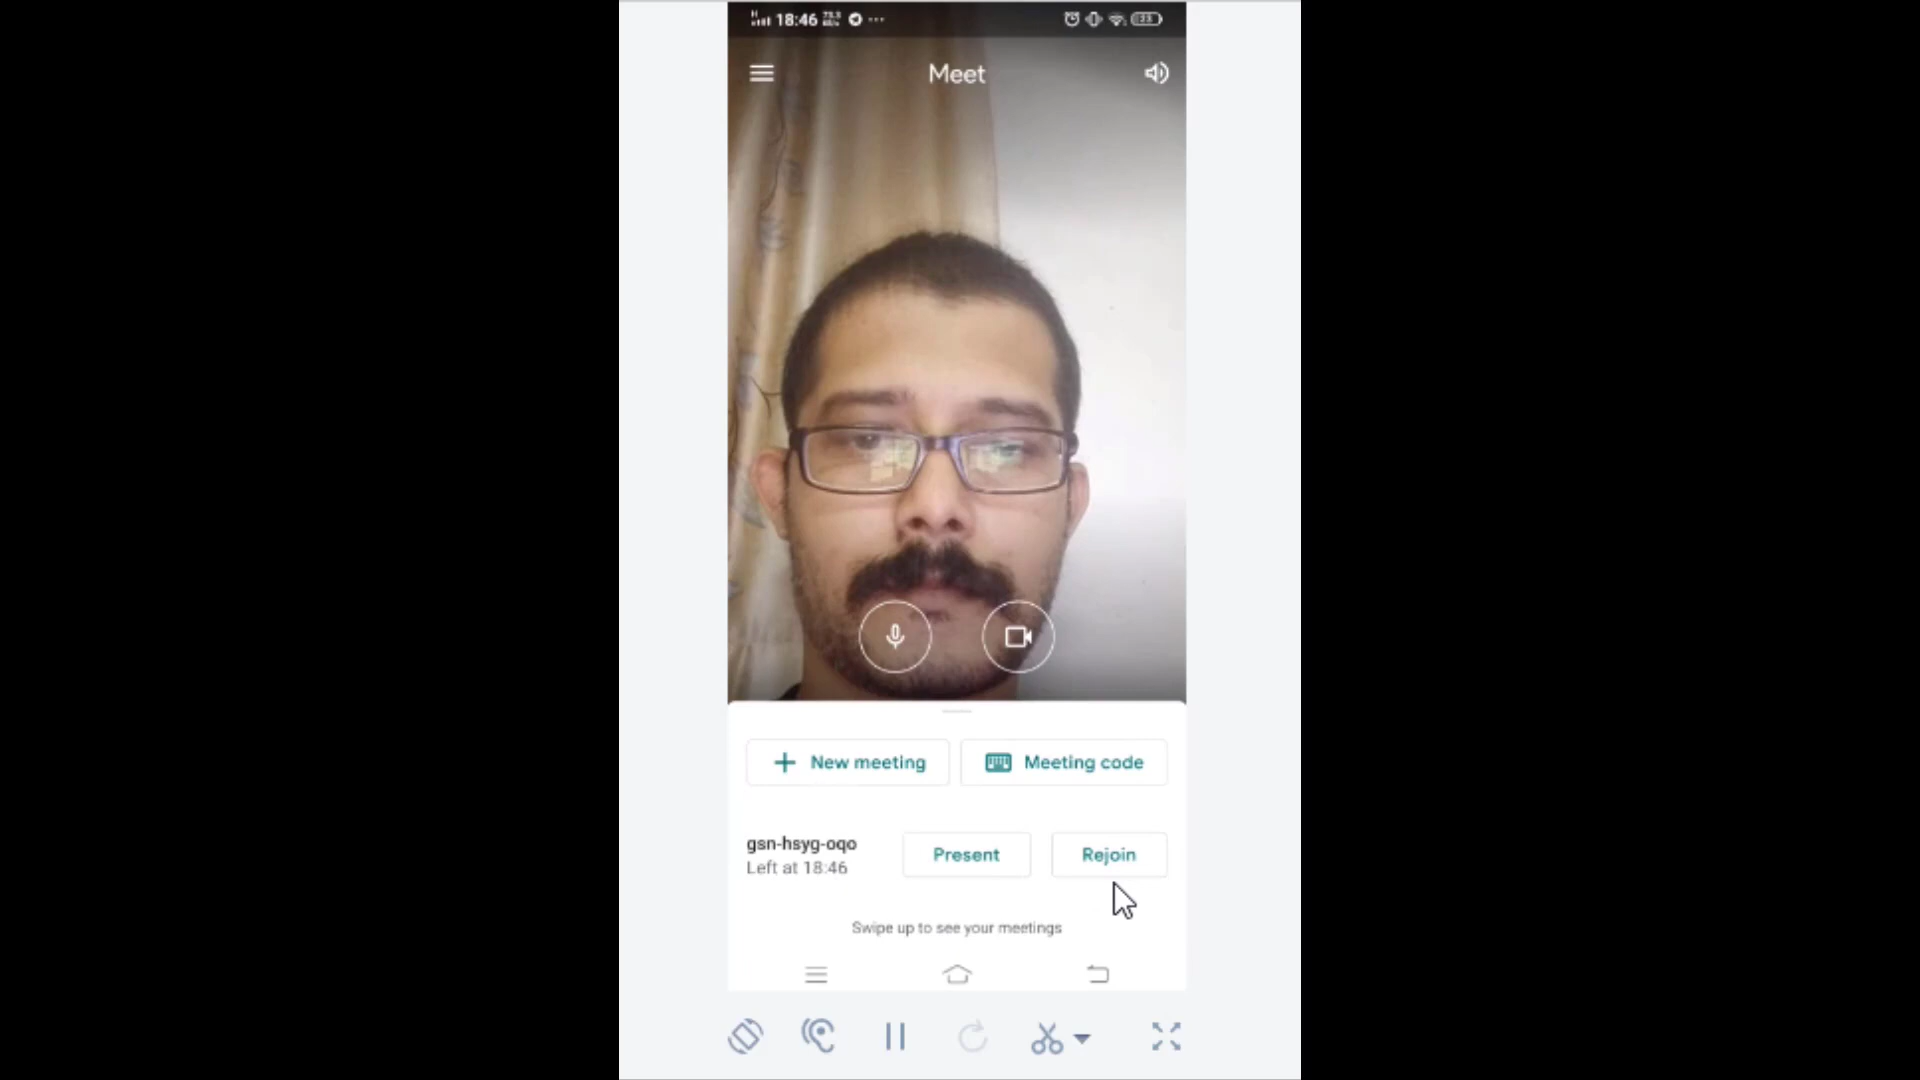 18:46
Meet
New meeting
Meeting code
gsn-hsyg-oqo
Present
Rejoin
Left at 18:46
Swipe up to see your meetings